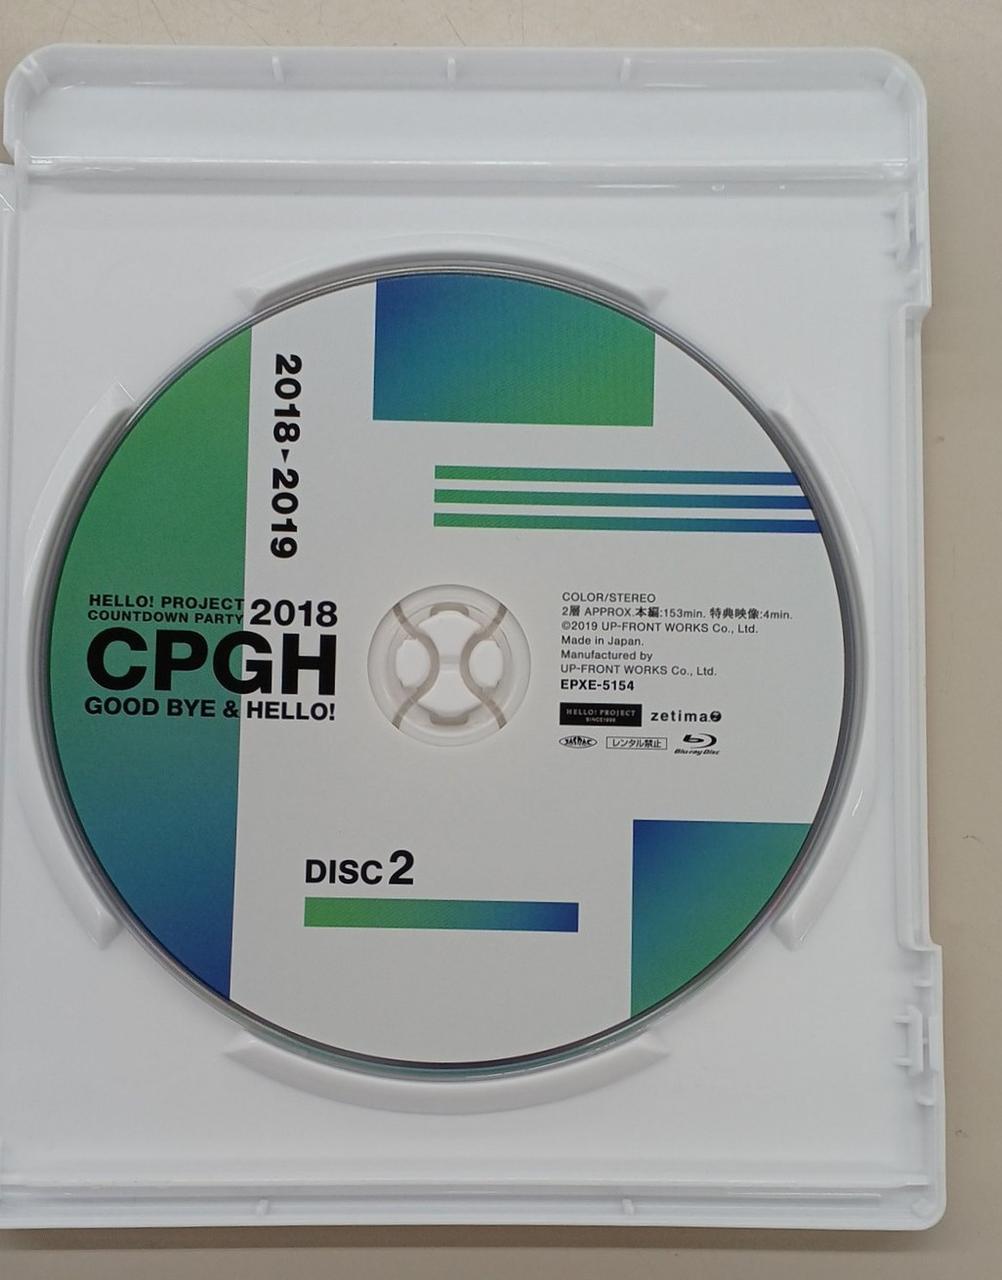 2018▸2019
HELLO! PROJECT 2018
COUNTDOWN PARTY
CPGH
GOOD BYE & HELLO!
COLOR/STEREO
2層 APPROX.本編:153min. 特典映像:4min.
©2019 UP-FRONT WORKS Co., Ltd.
Made in Japan.
Manufactured by
UP-FRONT WORKS Co., Ltd.
EPXE-5154
HELLO! PROJECT zetima
SINCE1998
JASRAC レンタル禁止 Blu-ray Disc
DISC 2